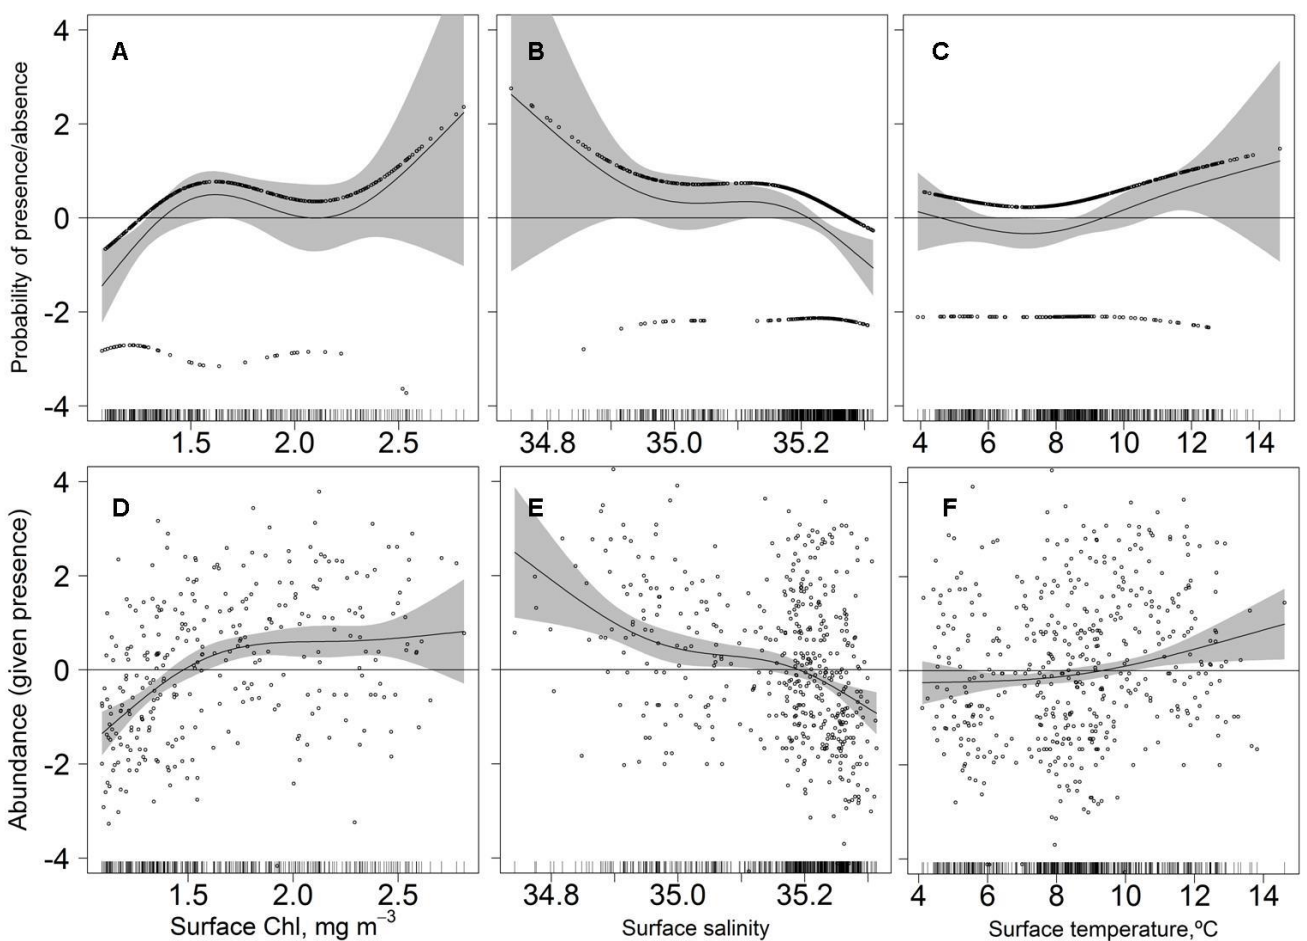 Probability of presence/absence
4
2
0
-2
-4
A
B
C
1.5 2.0 2.5
34.8 35.0 35.2
4 6 8 10 12 14
Abundance (given presence)
4
2
0
-2
-4
D
E
F
1.5 2.0 2.5
34.8 35.0 35.2
4 6 8 10 12 14
Surface Chl, mg m⁻³
Surface salinity
Surface temperature,ºC